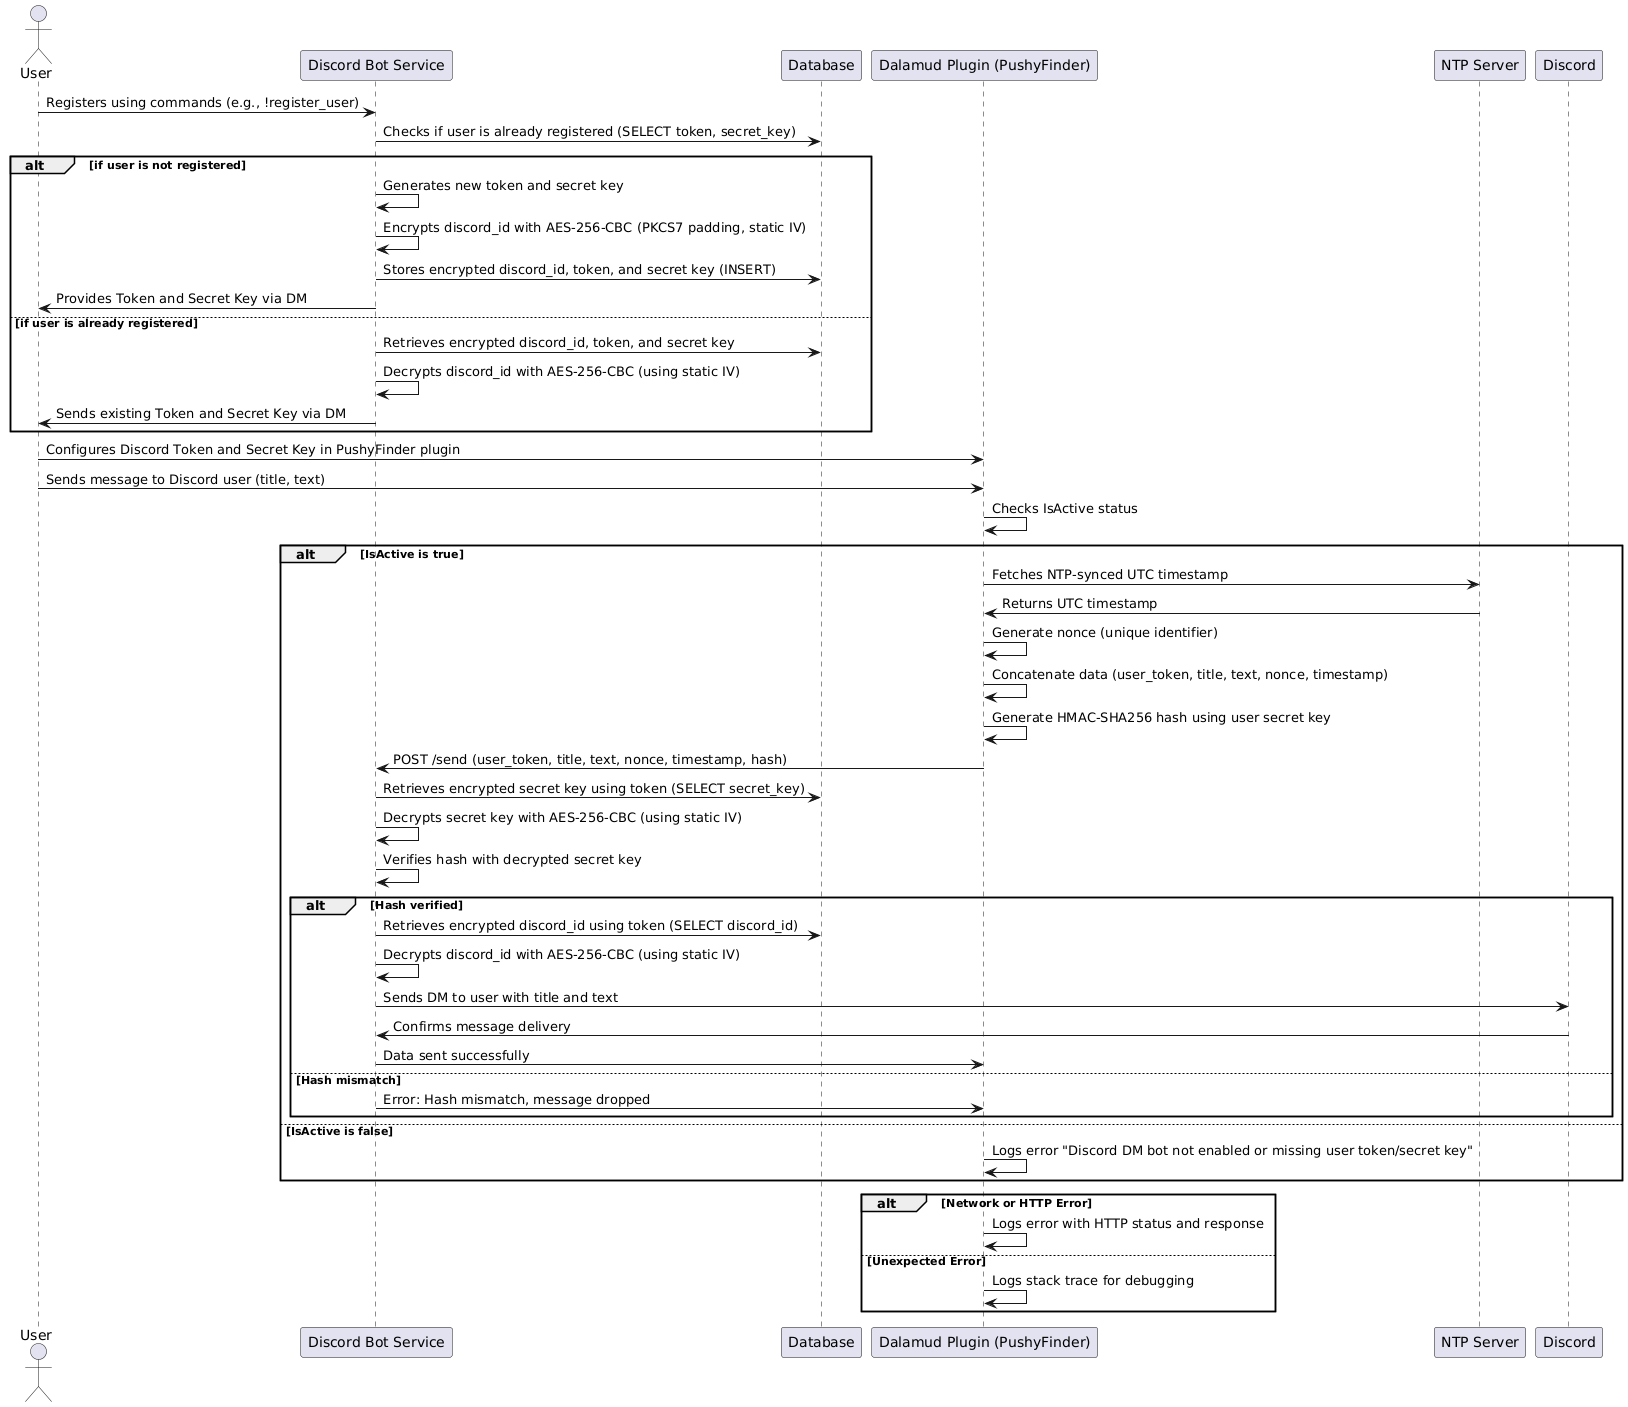 User
Discord Bot Service
Database
Dalamud Plugin (PushyFinder)
NTP Server
Discord
Registers using commands (e.g., !register_user)
Checks if user is already registered (SELECT token, secret_key)
alt
[if user is not registered]
Generates new token and secret key
Encrypts discord_id with AES-256-CBC (PKCS7 padding, static IV)
Stores encrypted discord_id, token, and secret key (INSERT)
Provides Token and Secret Key via DM
[if user is already registered]
Retrieves encrypted discord_id, token, and secret key
Decrypts discord_id with AES-256-CBC (using static IV)
Sends existing Token and Secret Key via DM
Configures Discord Token and Secret Key in PushyFinder plugin
Sends message to Discord user (title, text)
Checks IsActive status
alt
[IsActive is true]
Fetches NTP-synced UTC timestamp
Returns UTC timestamp
Generate nonce (unique identifier)
Concatenate data (user_token, title, text, nonce, timestamp)
Generate HMAC-SHA256 hash using user secret key
POST /send (user_token, title, text, nonce, timestamp, hash)
Retrieves encrypted secret key using token (SELECT secret_key)
Decrypts secret key with AES-256-CBC (using static IV)
Verifies hash with decrypted secret key
alt
[Hash verified]
Retrieves encrypted discord_id using token (SELECT discord_id)
Decrypts discord_id with AES-256-CBC (using static IV)
Sends DM to user with title and text
Confirms message delivery
Data sent successfully
[Hash mismatch]
Error: Hash mismatch, message dropped
[IsActive is false]
Logs error "Discord DM bot not enabled or missing user token/secret key"
alt
[Network or HTTP Error]
Logs error with HTTP status and response
[Unexpected Error]
Logs stack trace for debugging
User
Discord Bot Service
Database
Dalamud Plugin (PushyFinder)
NTP Server
Discord